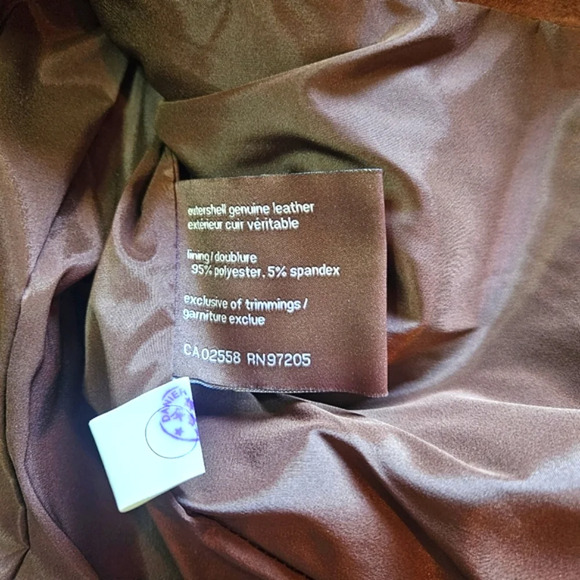 outershell genuine leather
extérieur cuir véritable
lining/doublure
95% polyester, 5% spandex
exclusive of trimmings/
garniture exclue
CA02558 RN97205
DANIE